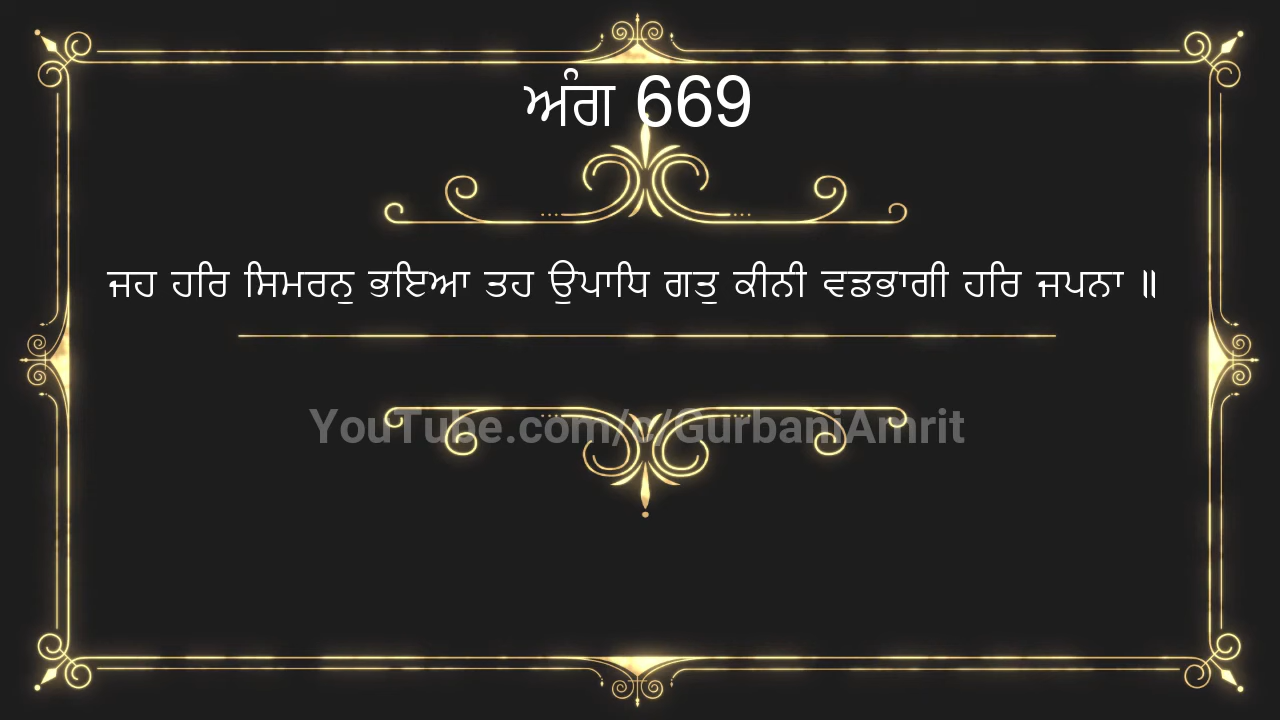 ਅੰਗ 669
ਜਹ ਹਰਿ ਸਿਮਰਨੁ ਭਇਆ ਤਹ ਉਪਾਧਿ ਗਤੁ ਕੀਨੀ ਵਡਭਾਗੀ ਹਰਿ ਜਪਨਾ ॥
YouTube.com/c/GurbaniAmrit